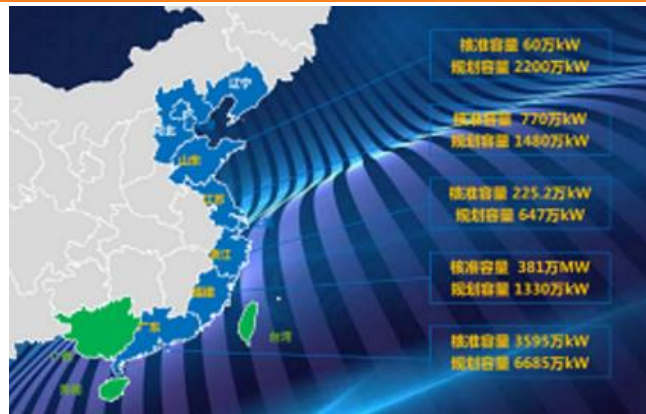 辽宁
河北
山东
江苏
浙江
福建
广东
台湾
海南
核准容量 60万kW
规划容量 2200万kW
核准容量 770万kW
规划容量 1480万kW
核准容量 225.2万kW
规划容量 647万kW
核准容量 381万MW
规划容量 1330万kW
核准容量 3595万kW
规划容量 6685万kW